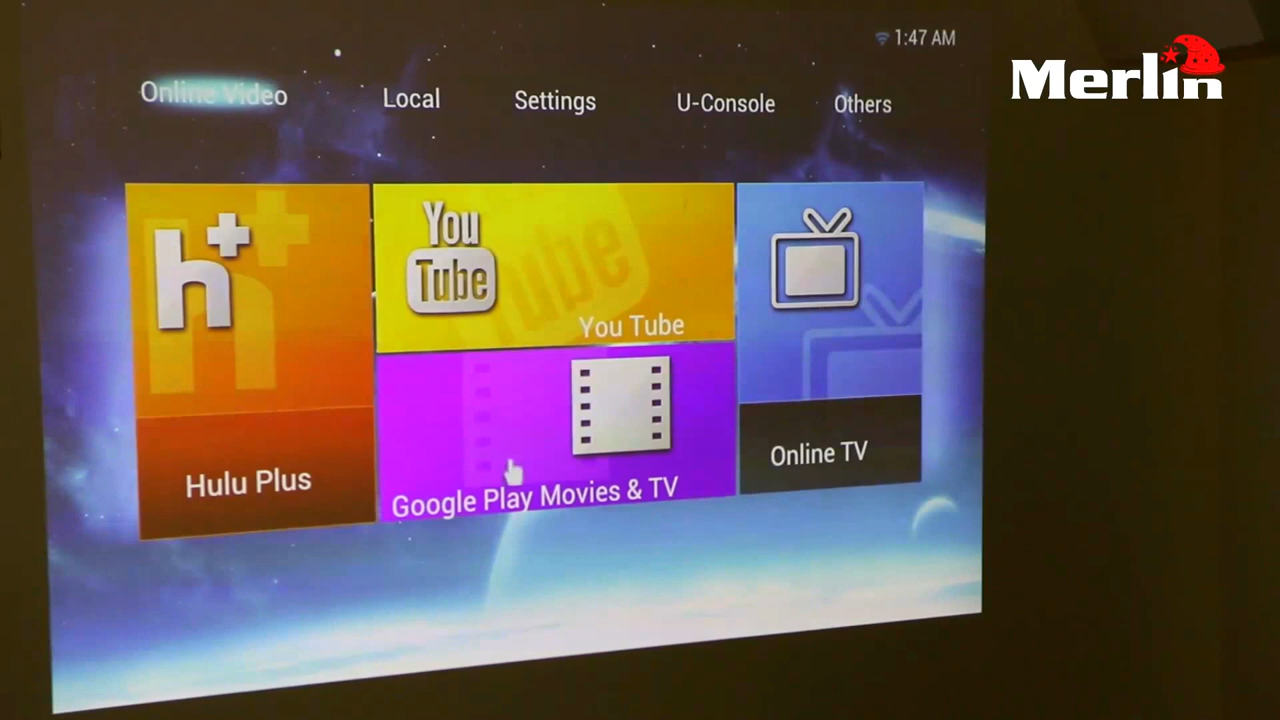 1:47 AM
Merlin
Online Video
Local
Settings
U-Console
Others
h+
You
Tube
You Tube
Hulu Plus
Google Play Movies & TV
Online TV